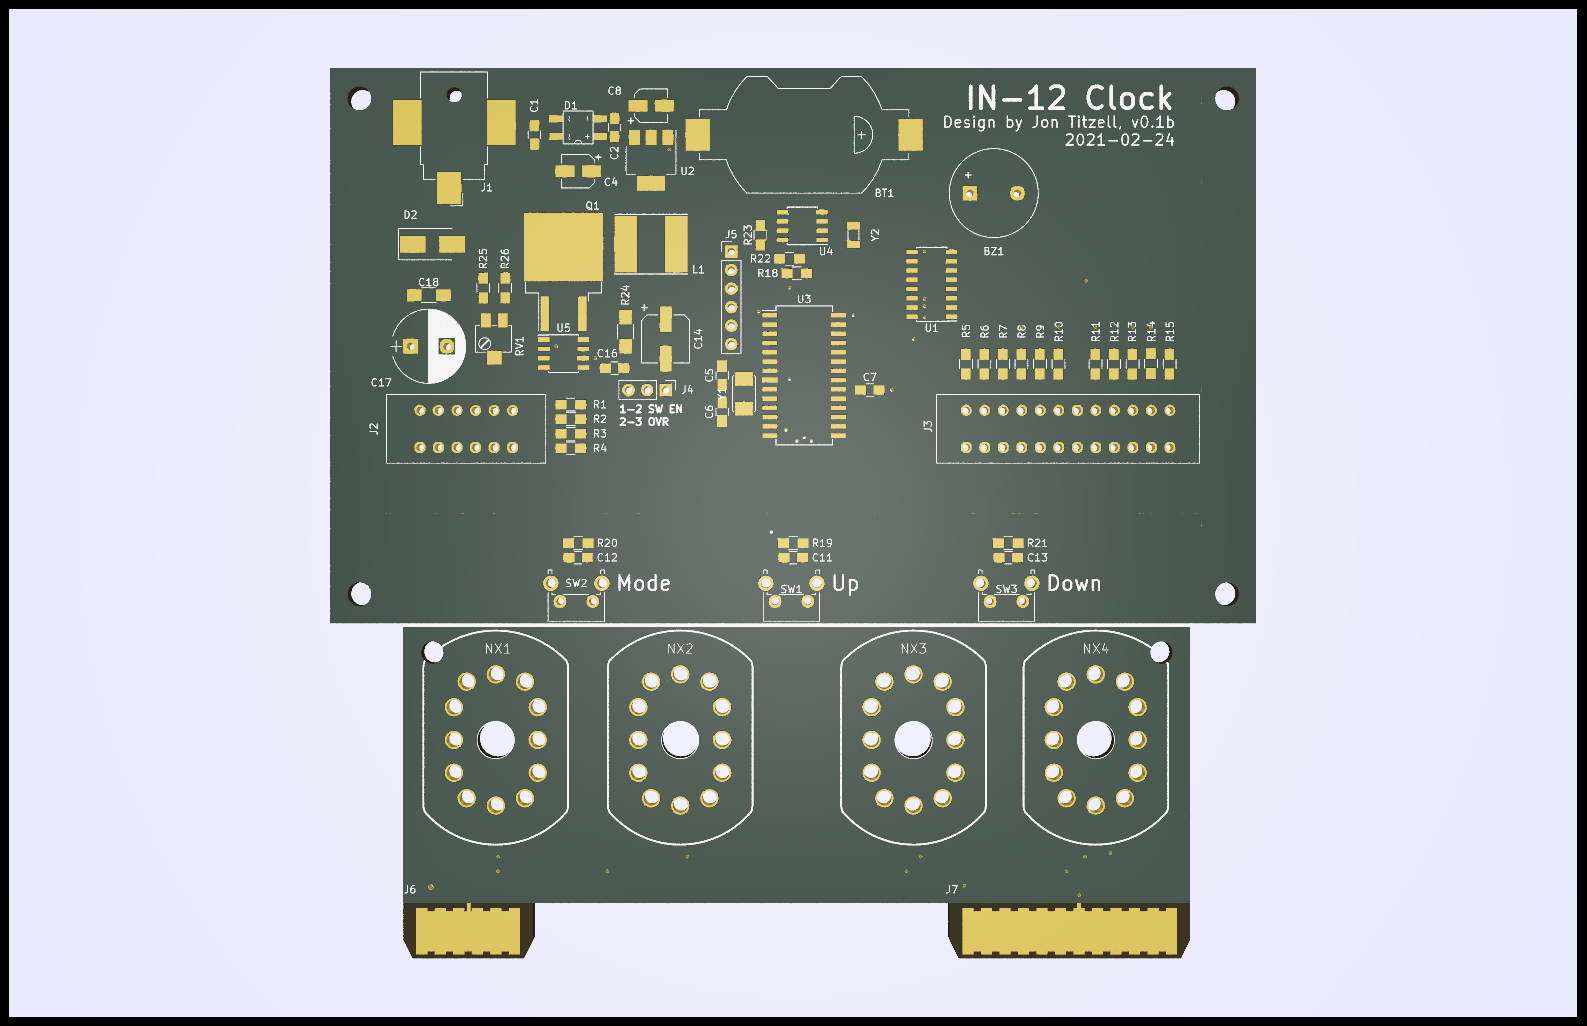 IN-12 Clock
Design by Jon Titzell, v0.1b
2021-02-24
C8
D1
C1
+
C2
+
C4
U2
J1
BT1
+
+
BZ1
D2
Q1
L1
J5
R23
U4
Y2
R22
R18
R25
R26
C18
R24
U3
U1
+
C14
U5
RV1
C16
C17
+
J4
1-2 SW EN
2-3 OVR
C5
Y1
C6
C7
R5 R6 R7 R8 R9 R10 R11 R12 R13 R14 R15
J2
R1
R2
R3
R4
J3
R20
C12
SW2
Mode
R19
C11
SW1
Up
R21
C13
SW3
Down
NX1 NX2 NX3 NX4
J6 J7